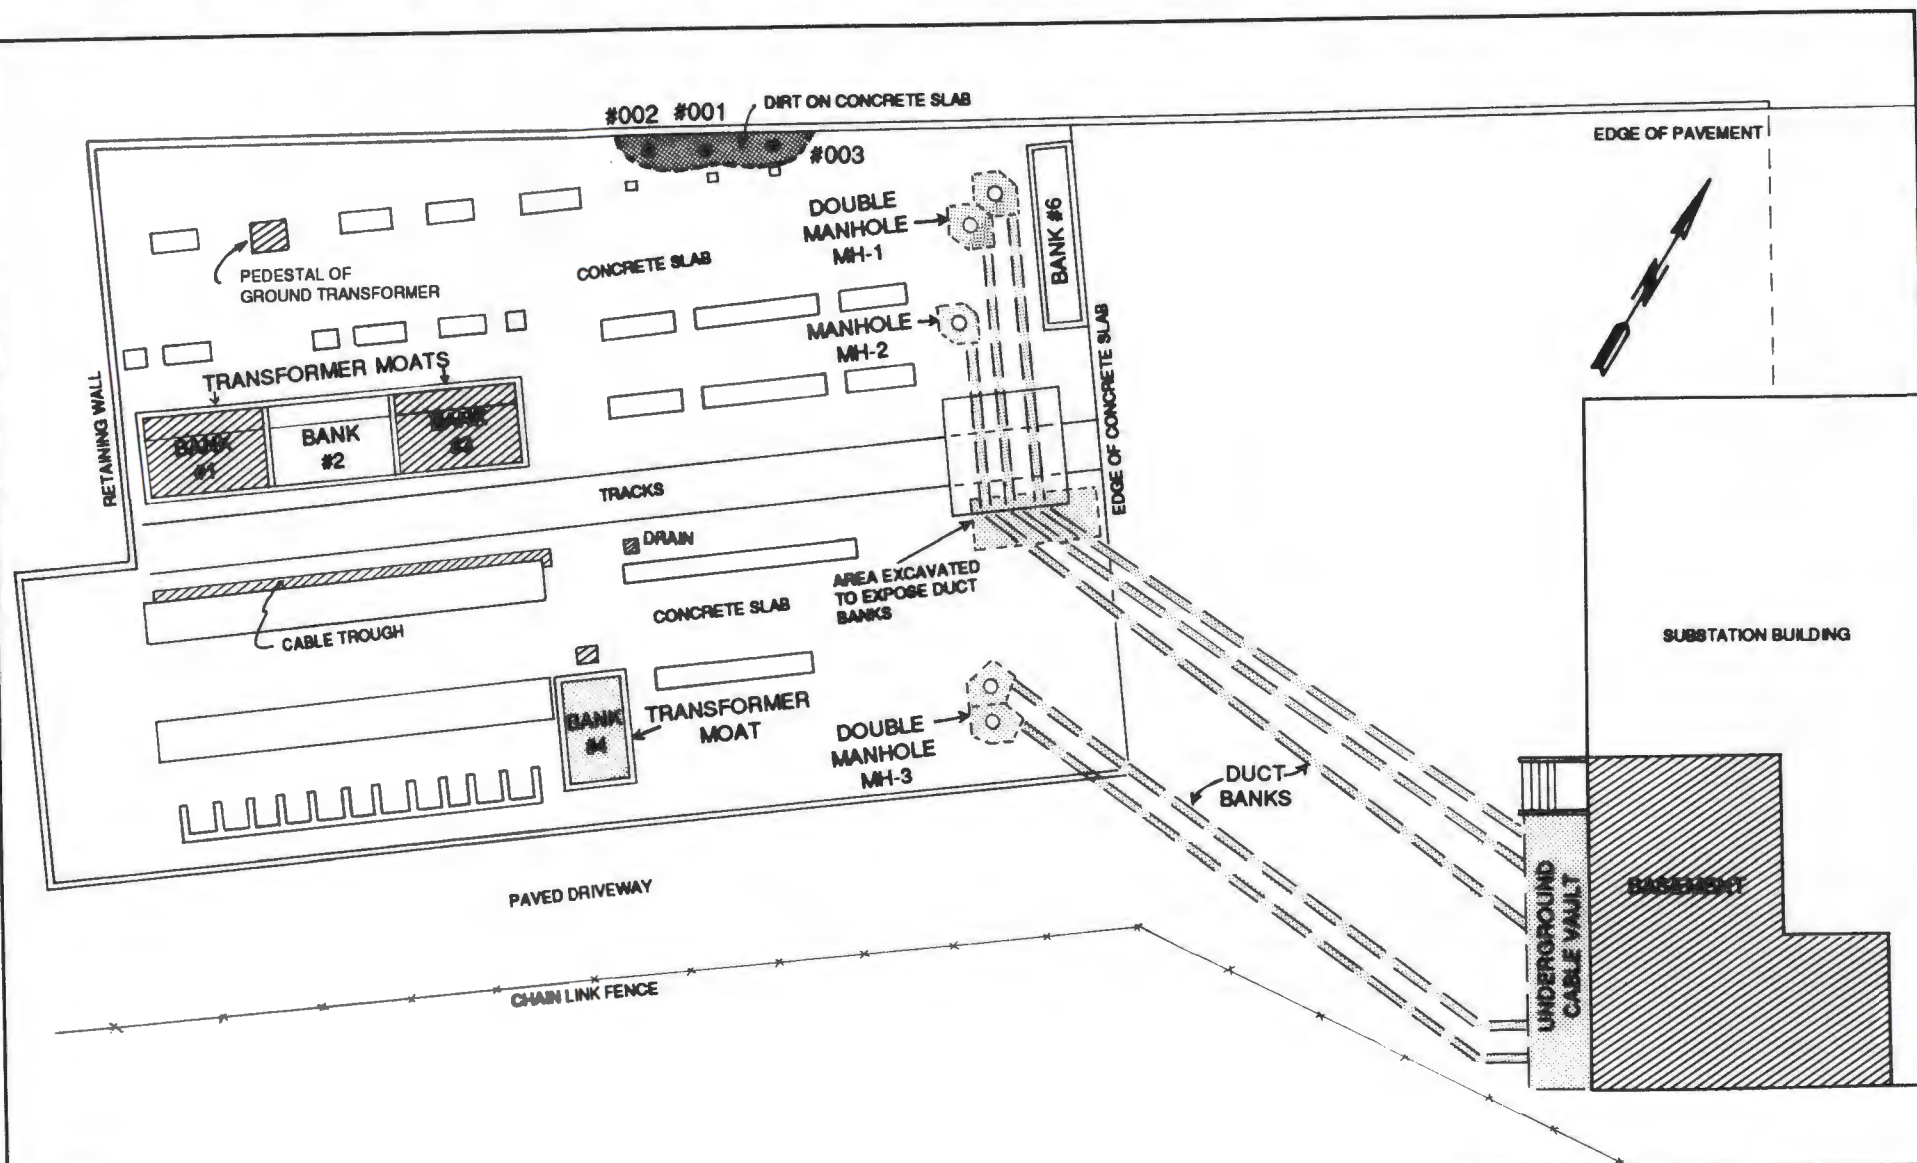 #002 #001
DIRT ON CONCRETE SLAB
#003
EDGE OF PAVEMENT
DOUBLE
MANHOLE
MH-1
BANK #6
PEDESTAL OF
GROUND TRANSFORMER
CONCRETE SLAB
MANHOLE
MH-2
TRANSFORMER MOATS
RETAINING WALL
BANK
#1
BANK
#2
BANK
#3
EDGE OF CONCRETE SLAB
TRACKS
DRAIN
AREA EXCAVATED
TO EXPOSE DUCT
BANKS
CONCRETE SLAB
CABLE TROUGH
SUBSTATION BUILDING
BANK
#4
TRANSFORMER
MOAT
DOUBLE
MANHOLE
MH-3
DUCT
BANKS
UNDERGROUND
CABLE VAULT
BASEMENT
PAVED DRIVEWAY
CHAIN LINK FENCE